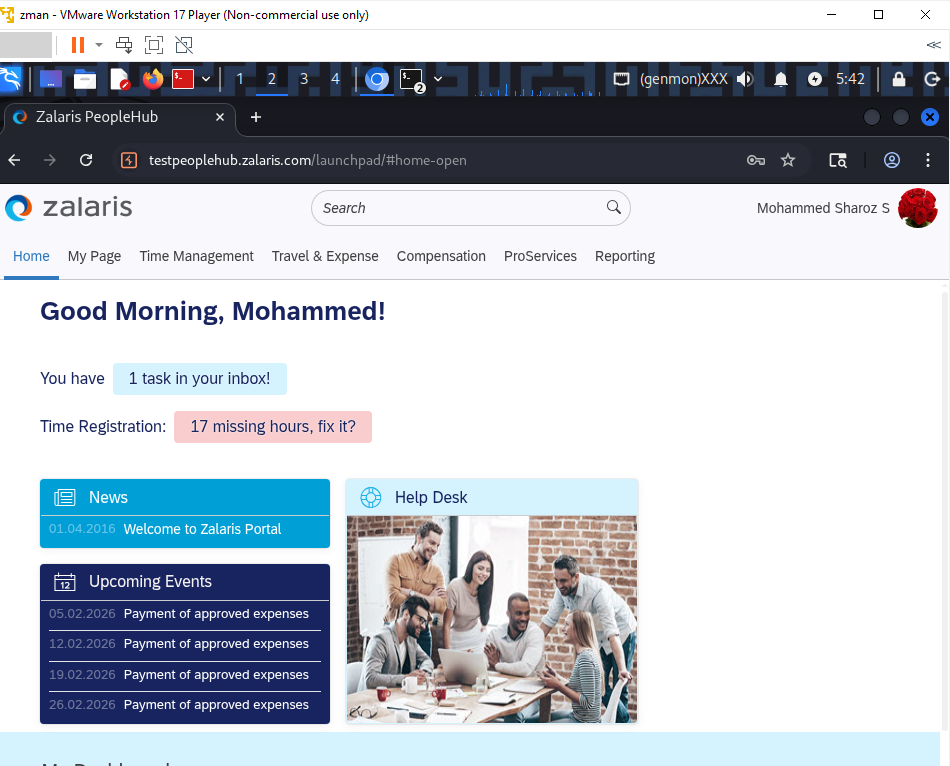 zman - VMware Workstation 17 Player (Non-commercial use only)
1 2 3 4 2 (genmon)XXX 5:42
Zalaris PeopleHub
testpeoplehub.zalaris.com/launchpad/#home-open
zalaris Search Mohammed Sharoz S
Home My Page Time Management Travel & Expense Compensation ProServices Reporting
Good Morning, Mohammed!
You have 1 task in your inbox!
Time Registration: 17 missing hours, fix it?
News
01.04.2016 Welcome to Zalaris Portal
Help Desk
12 Upcoming Events
05.02.2026 Payment of approved expenses
12.02.2026 Payment of approved expenses
19.02.2026 Payment of approved expenses
26.02.2026 Payment of approved expenses